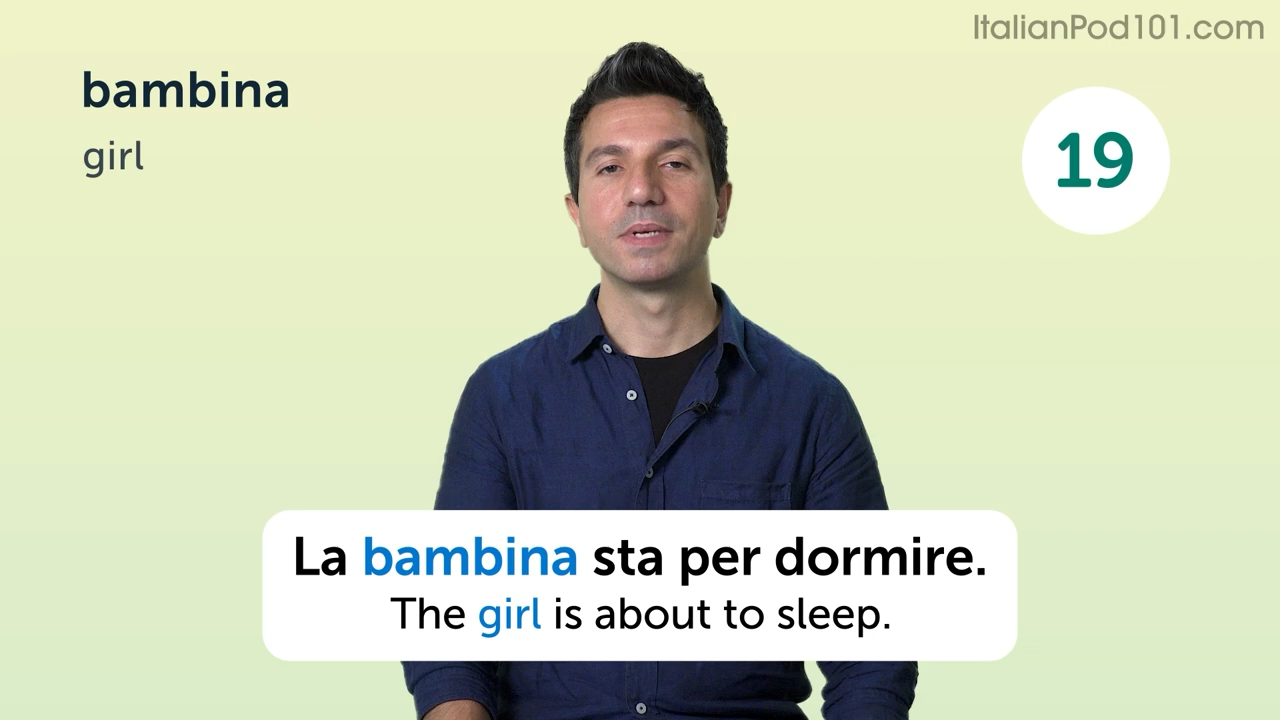 ItalianPod101.com
bambina
girl
19
La bambina sta per dormire.
The girl is about to sleep.